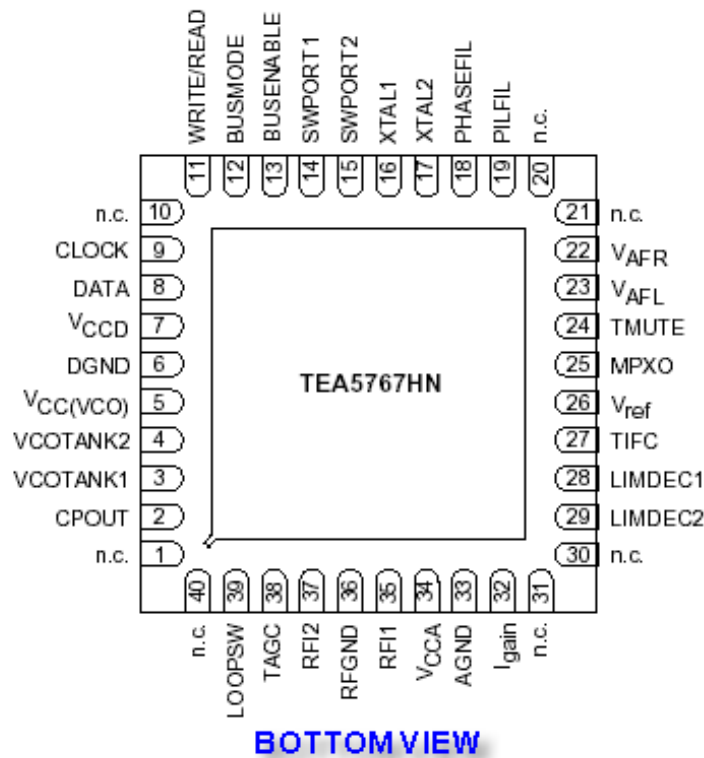 WRITE/READ
BUSMODE
BUSENABLE
SWPORT1
SWPORT2
XTAL1
XTAL2
PHASEFIL
PILFIL
n.c.
11
12
13
14
15
16
17
18
19
20
n.c. 10
CLOCK 9
DATA 8
VCCD 7
DGND 6
VCC(VCO) 5
VCOTANK2 4
VCOTANK1 3
CPOUT 2
n.c. 1
TEA5767HN
21 n.c.
22 VAFR
23 VAFL
24 TMUTE
25 MPXO
26 Vref
27 TIFC
28 LIMDEC1
29 LIMDEC2
30 n.c.
40
39
38
37
36
35
34
33
32
31
n.c.
LOOPSW
TAGC
RFI2
RFGND
RFI1
VCCA
AGND
Igain
n.c.
BOTTOM VIEW